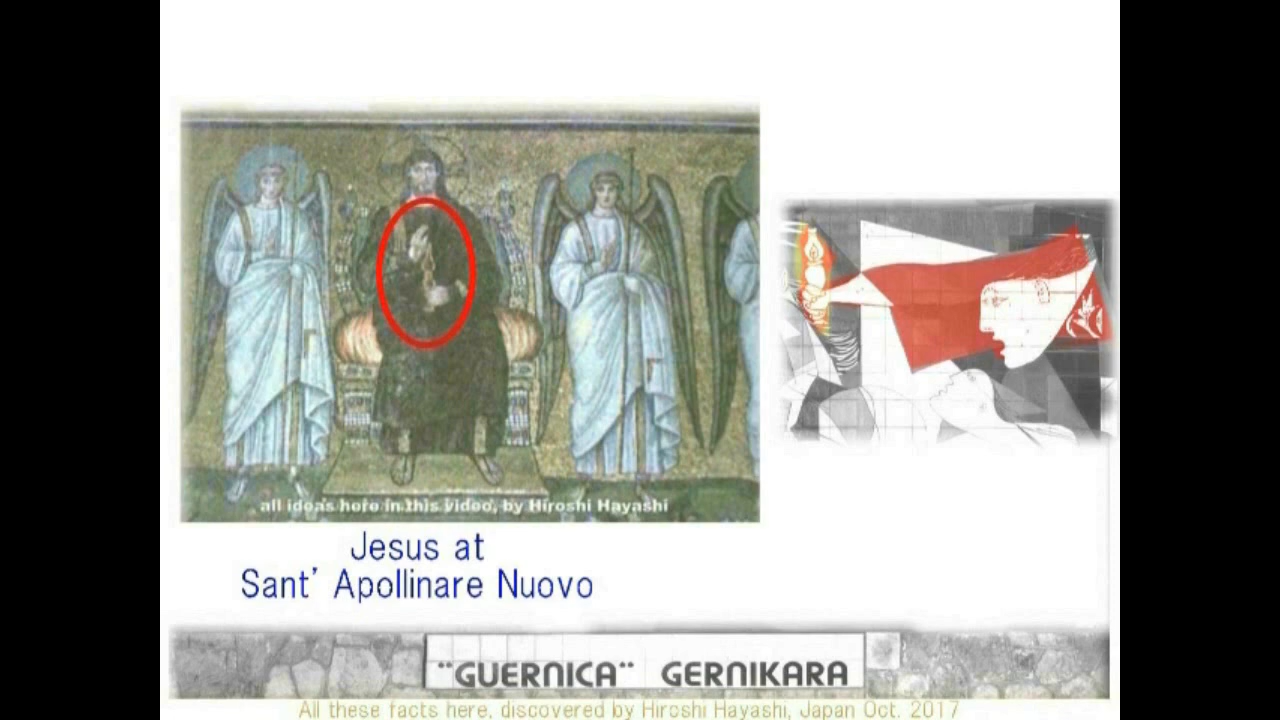 all ideas here in this video, by Hiroshi Hayashi
Jesus at
Sant' Apollinare Nuovo
"GUERNICA" GERNIKARA
All these facts here, discovered by Hiroshi Hayashi, Japan Oct. 2017